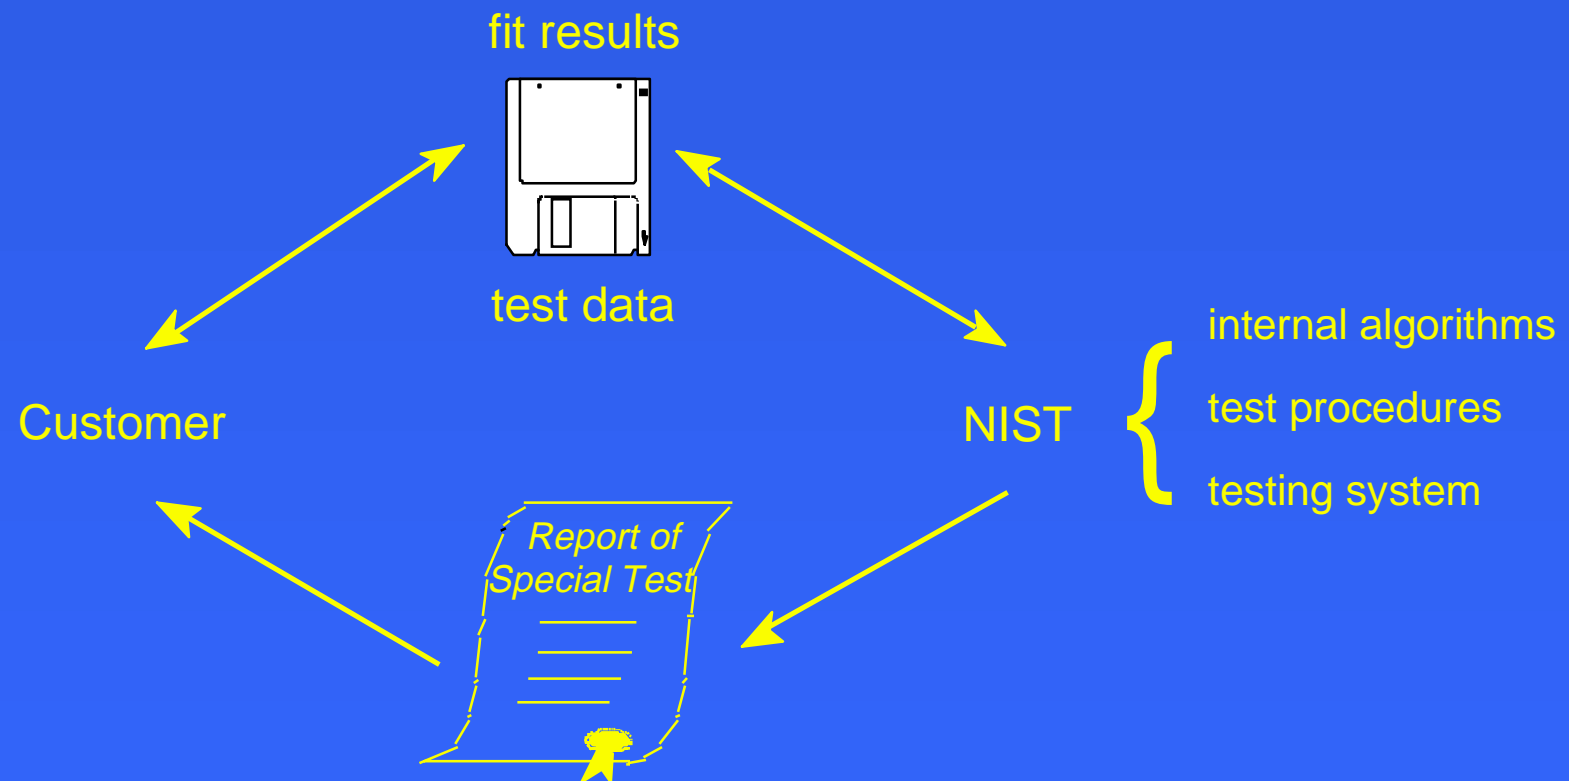 fit results
test data
Customer
NIST
{
internal algorithms
test procedures
testing system
Report of
Special Test